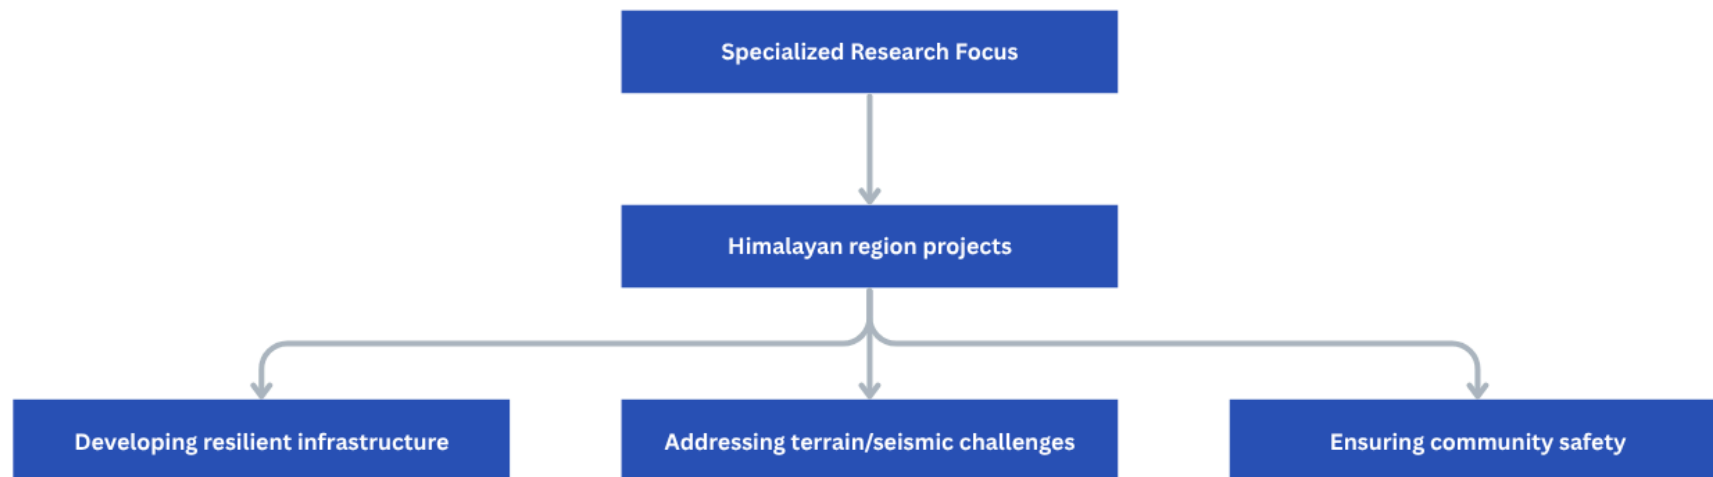 Specialized Research Focus
Himalayan region projects
Developing resilient infrastructure
Addressing terrain/seismic challenges
Ensuring community safety